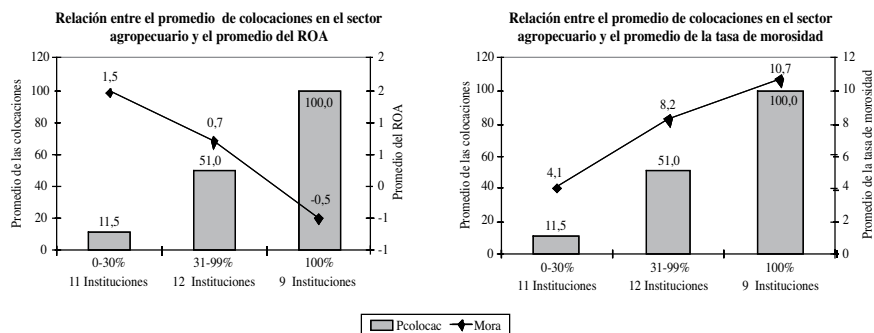 Relación entre el promedio de colocaciones en el sector
agropecuario y el promedio del ROA
Promedio de las colocaciones
120
100
80
60
40
20
0
1,5
0,7
-0,5
11,5
51,0
100,0
2
2
1
1
0
-1
-1
Promedio del ROA
0-30%
31-99%
100%
11 Instituciones
12 Instituciones
9 Instituciones
Relación entre el promedio de colocaciones en el sector
agropecuario y el promedio de la tasa de morosidad
Promedio de las colocaciones
120
100
80
60
40
20
0
4,1
8,2
10,7
11,5
51,0
100,0
12
10
8
6
4
2
0
Promedio de la tasa de morosidad
0-30%
31-99%
100%
11 Instituciones
12 Instituciones
9 Instituciones
Pcolocac
Mora